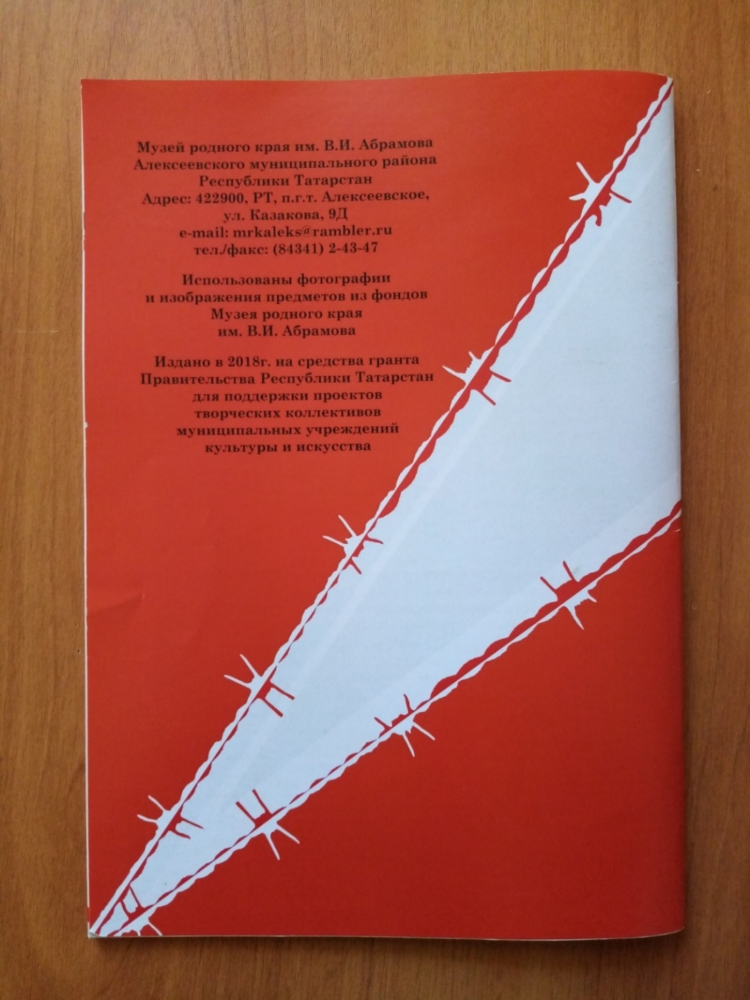 Музей родного края им. В.И. Абрамова
Алексеевского муниципального района
Республики Татарстан
Адрес: 422900, РТ, п.г.т. Алексеевское,
ул. Казакова, 9Д
e-mail: mrkaleks@rambler.ru
тел./факс: (84341) 2-43-47
Использованы фотографии
и изображения предметов из фондов
Музея родного края
им. В.И. Абрамова
Издано в 2018г. на средства гранта
Правительства Республики Татарстан
для поддержки проектов
творческих коллективов
муниципальных учреждений
культуры и искусства